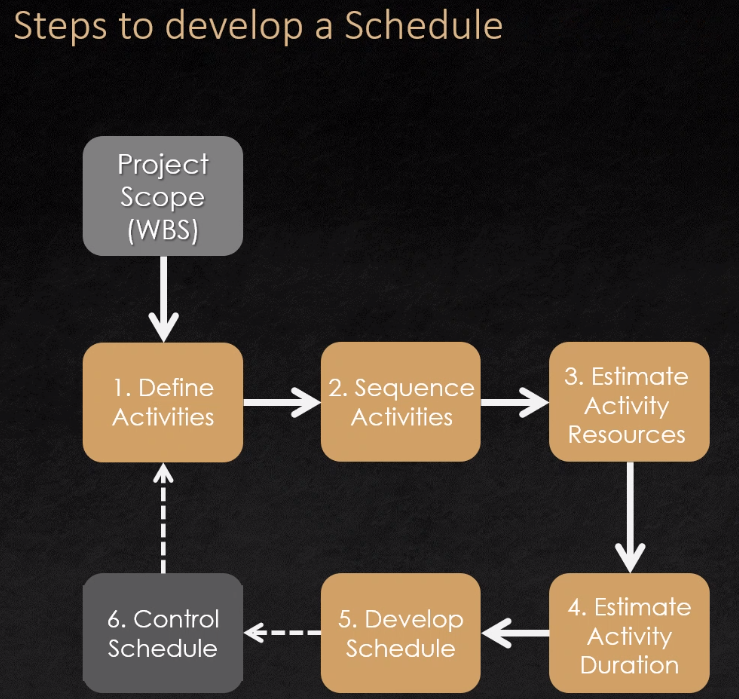 Steps to develop a Schedule
Project
Scope
(WBS)
1. Define
Activities
2. Sequence
Activities
3. Estimate
Activity
Resources
4. Estimate
Activity
Duration
5. Develop
Schedule
6. Control
Schedule